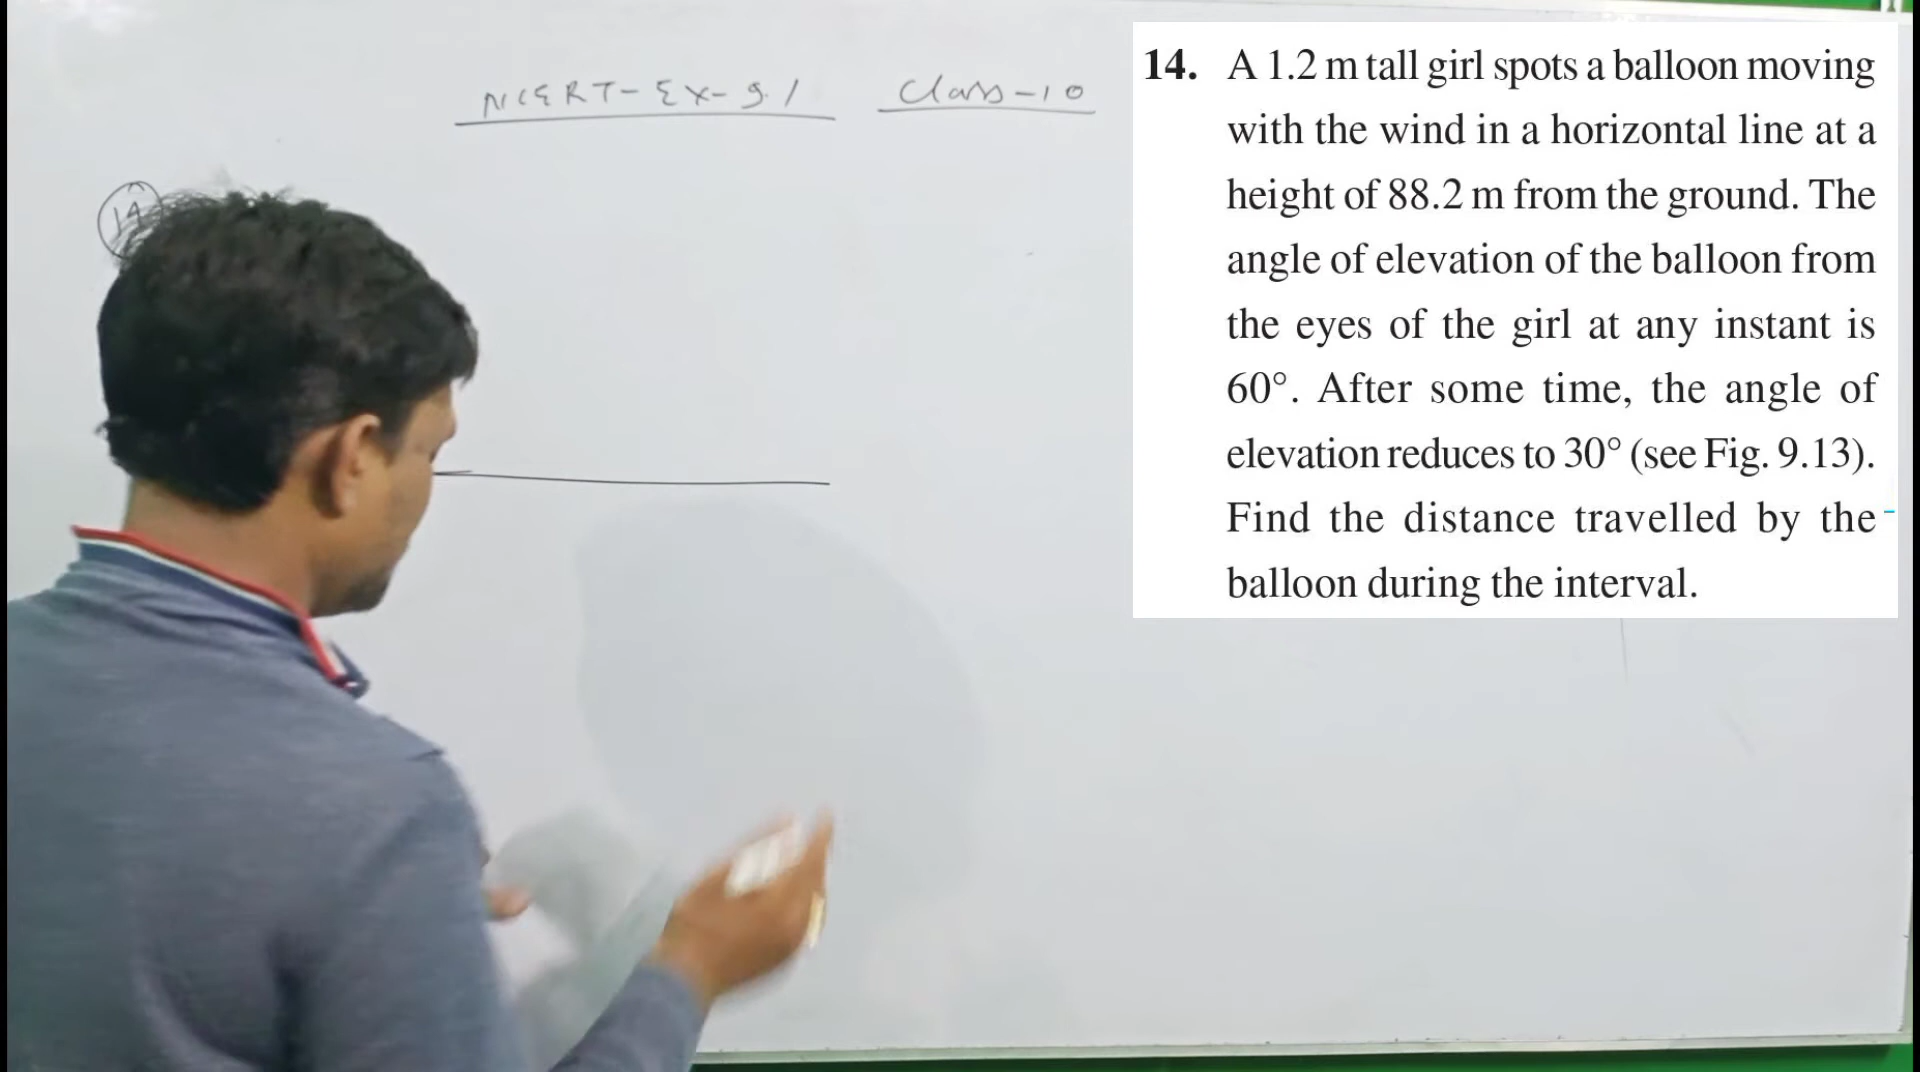 NCERT-Ex-9.1 Class-10
14
14. A 1.2 m tall girl spots a balloon moving
with the wind in a horizontal line at a
height of 88.2 m from the ground. The
angle of elevation of the balloon from
the eyes of the girl at any instant is
60°. After some time, the angle of
elevation reduces to 30° (see Fig. 9.13).
Find the distance travelled by the
balloon during the interval.